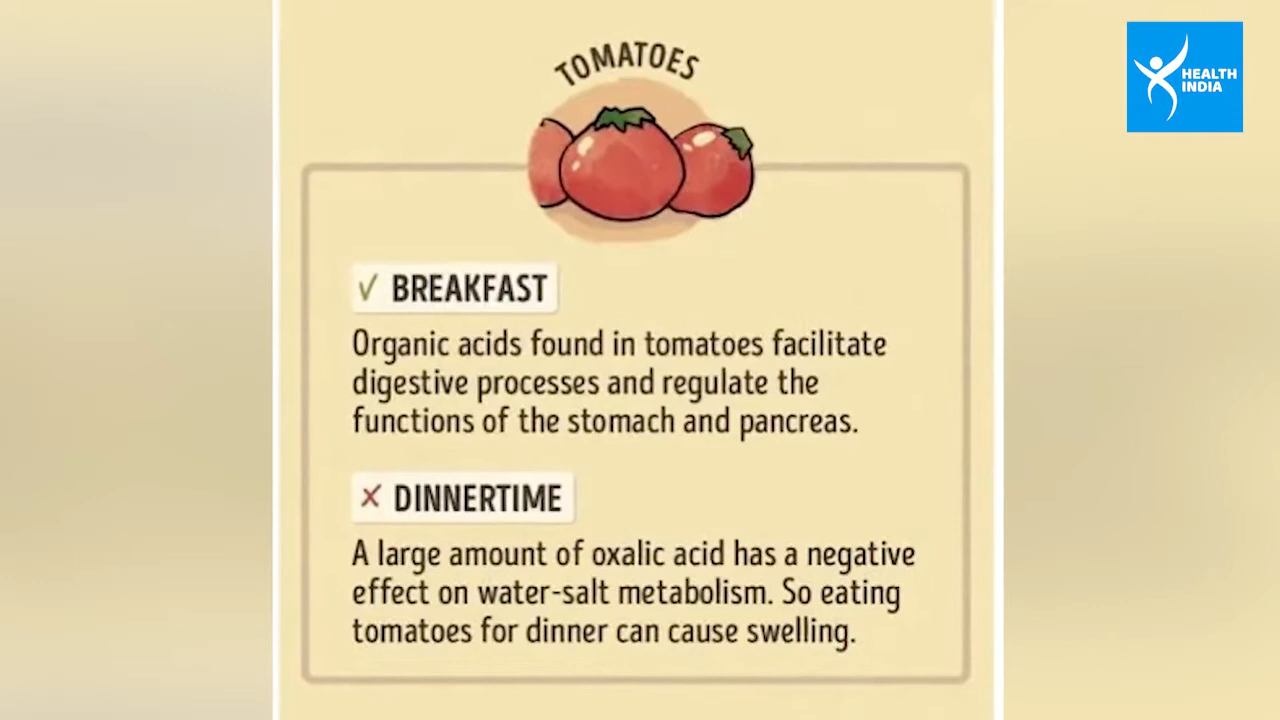 HEALTH
INDIA
TOMATOES
✓ BREAKFAST
Organic acids found in tomatoes facilitate
digestive processes and regulate the
functions of the stomach and pancreas.
✗ DINNERTIME
A large amount of oxalic acid has a negative
effect on water-salt metabolism. So eating
tomatoes for dinner can cause swelling.